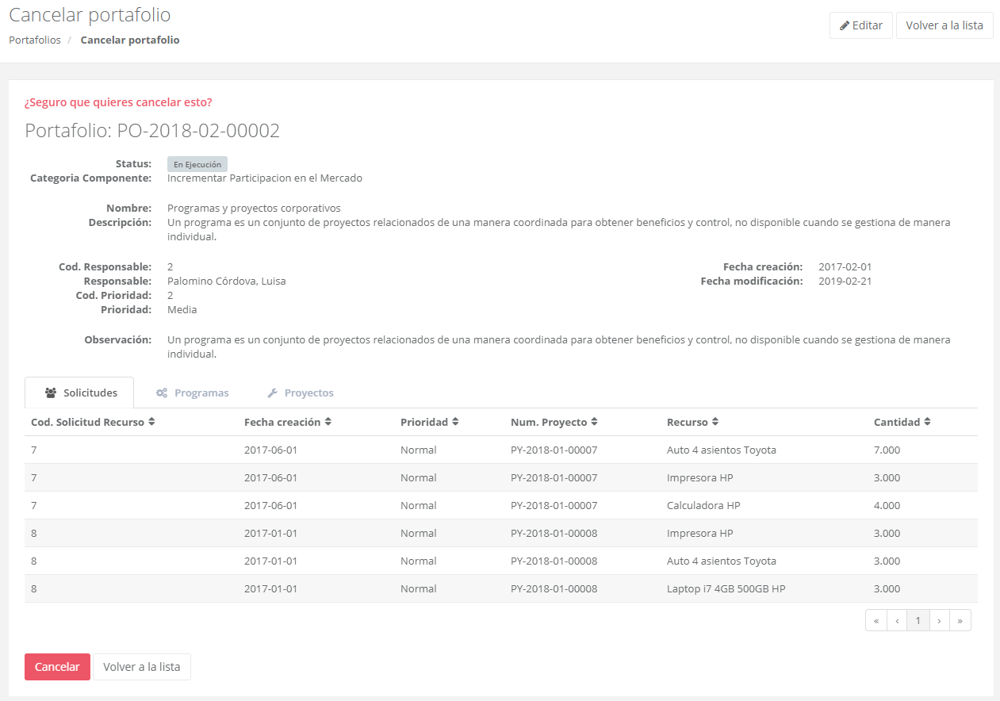 Cancelar portafolio
Portafolios / Cancelar portafolio
Editar
Volver a la lista
¿Seguro que quieres cancelar esto?
Portafolio: PO-2018-02-00002
Status: En Ejecución
Categoria Componente: Incrementar Participacion en el Mercado
Nombre: Programas y proyectos corporativos
Descripción: Un programa es un conjunto de proyectos relacionados de una manera coordinada para obtener beneficios y control, no disponible cuando se gestiona de manera
individual.
Cod. Responsable: 2 Fecha creación: 2017-02-01
Responsable: Palomino Córdova, Luisa Fecha modificación: 2019-02-21
Cod. Prioridad: 2
Prioridad: Media
Observación: Un programa es un conjunto de proyectos relacionados de una manera coordinada para obtener beneficios y control, no disponible cuando se gestiona de manera
individual.
Solicitudes Programas Proyectos
Cod. Solicitud Recurso Fecha creación Prioridad Num. Proyecto Recurso Cantidad
7 2017-06-01 Normal PY-2018-01-00007 Auto 4 asientos Toyota 7.000
7 2017-06-01 Normal PY-2018-01-00007 Impresora HP 3.000
7 2017-06-01 Normal PY-2018-01-00007 Calculadora HP 4.000
8 2017-01-01 Normal PY-2018-01-00008 Impresora HP 3.000
8 2017-01-01 Normal PY-2018-01-00008 Auto 4 asientos Toyota 3.000
8 2017-01-01 Normal PY-2018-01-00008 Laptop i7 4GB 500GB HP 3.000
« ‹ 1 › »
Cancelar Volver a la lista